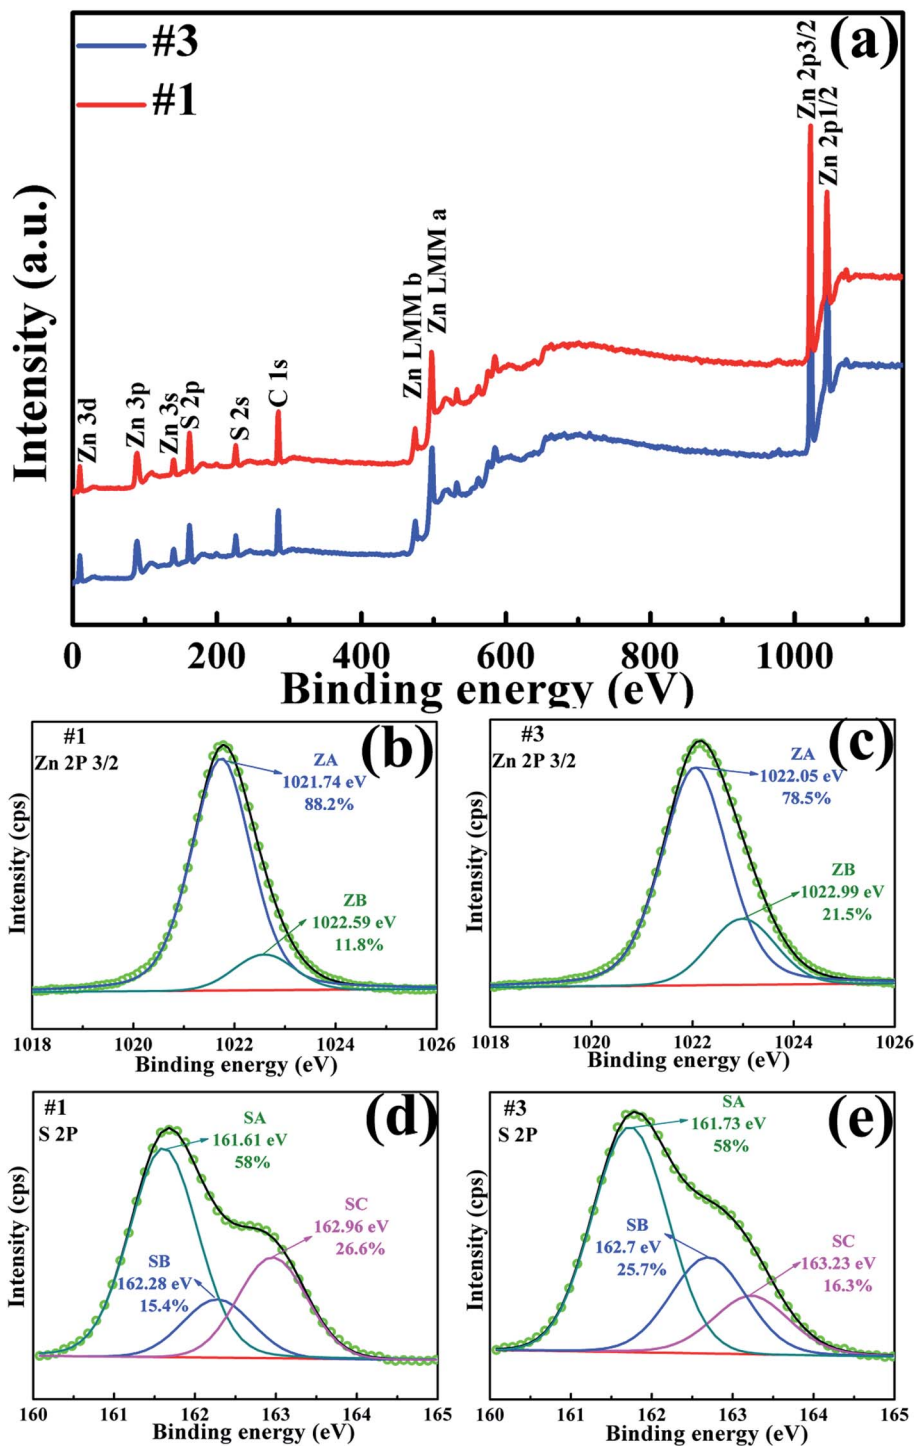 (a)
#3
#1
Zn 3d
Zn 3p
Zn 3s
S 2p
S 2s
C 1s
Zn LMM b
Zn LMM a
Zn 2p3/2
Zn 2p1/2
Intensity (a.u.)
0 200 400 600 800 1000
Binding energy (eV)
#1
Zn 2P 3/2
(b)
ZA
1021.74 eV
88.2%
ZB
1022.59 eV
11.8%
Intensity (cps)
1018 1020 1022 1024 1026
Binding energy (eV)
#3
Zn 2P 3/2
(c)
ZA
1022.05 eV
78.5%
ZB
1022.99 eV
21.5%
Intensity (cps)
1018 1020 1022 1024 1026
Binding energy (eV)
#1
S 2P
(d)
SA
161.61 eV
58%
SC
162.96 eV
26.6%
SB
162.28 eV
15.4%
Intensity (cps)
160 161 162 163 164 165
Binding energy (eV)
#3
S 2P
(e)
SA
161.73 eV
58%
SB
162.7 eV
25.7%
SC
163.23 eV
16.3%
Intensity (cps)
160 161 162 163 164 165
Binding energy (eV)